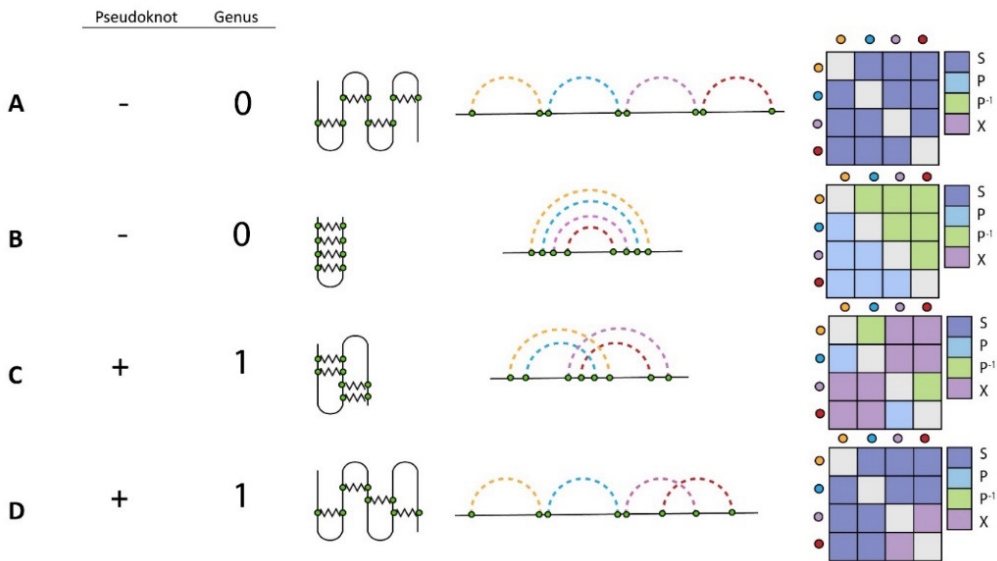 Pseudoknot Genus
A - 0
S
P
P⁻¹
X
B - 0
S
P
P⁻¹
X
C + 1
S
P
P⁻¹
X
D + 1
S
P
P⁻¹
X